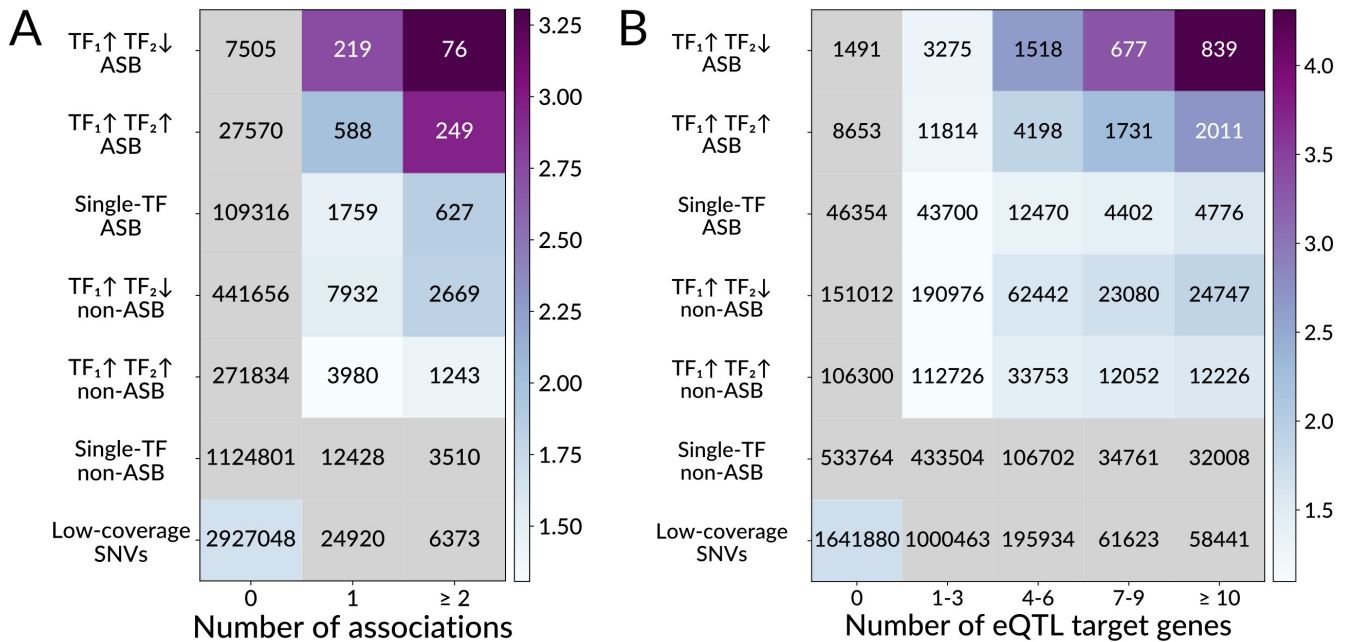 A
TF₁↑ TF₂↓
ASB
7505 219 76
TF₁↑ TF₂↑
ASB
27570 588 249
Single-TF
ASB
109316 1759 627
TF₁↑ TF₂↓
non-ASB
441656 7932 2669
TF₁↑ TF₂↑
non-ASB
271834 3980 1243
Single-TF
non-ASB
1124801 12428 3510
Low-coverage
SNVs
2927048 24920 6373
0 1 ≥ 2
Number of associations
3.25
3.00
2.75
2.50
2.25
2.00
1.75
1.50
B
TF₁↑ TF₂↓
ASB
1491 3275 1518 677 839
TF₁↑ TF₂↑
ASB
8653 11814 4198 1731 2011
Single-TF
ASB
46354 43700 12470 4402 4776
TF₁↑ TF₂↓
non-ASB
151012 190976 62442 23080 24747
TF₁↑ TF₂↑
non-ASB
106300 112726 33753 12052 12226
Single-TF
non-ASB
533764 433504 106702 34761 32008
Low-coverage
SNVs
1641880 1000463 195934 61623 58441
0 1-3 4-6 7-9 ≥ 10
Number of eQTL target genes
4.0
3.5
3.0
2.5
2.0
1.5